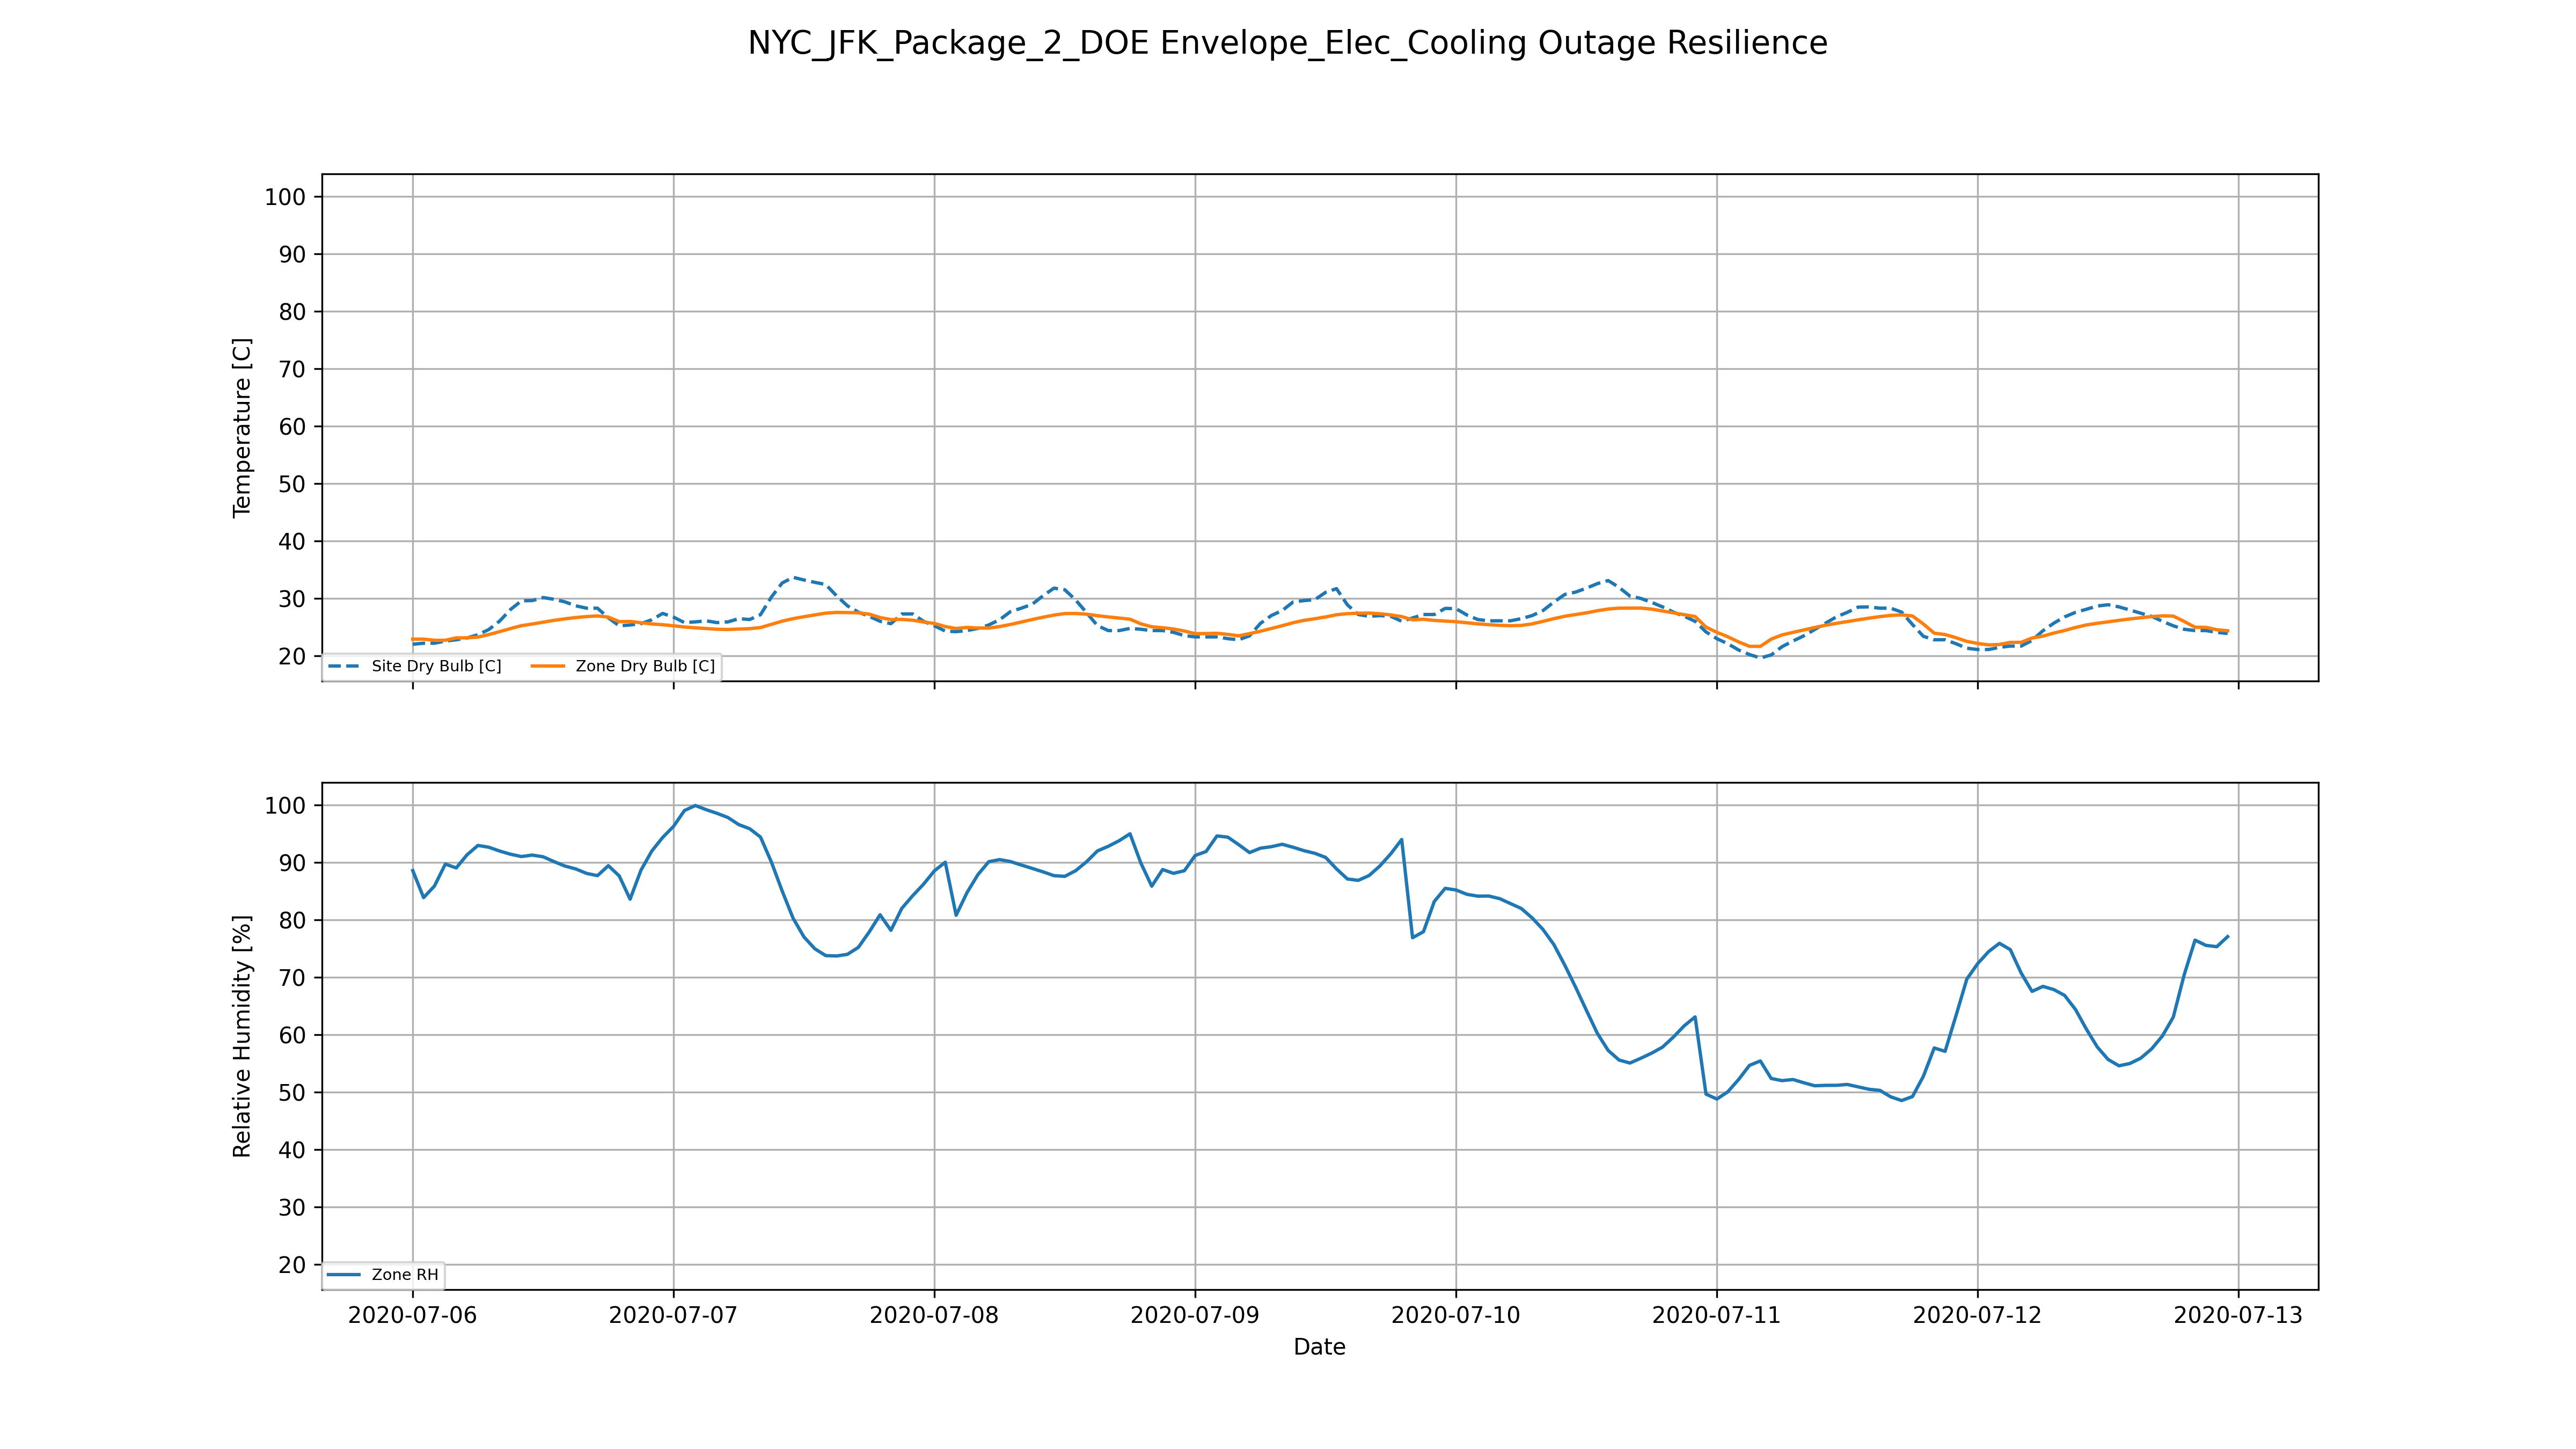 NYC_JFK_Package_2_DOE Envelope_Elec_Cooling Outage Resilience
100
90
80
70
60
50
40
30
20
Temperature [C]
Site Dry Bulb [C] Zone Dry Bulb [C]
100
90
80
70
60
50
40
30
20
Relative Humidity [%]
Zone RH
2020-07-06 2020-07-07 2020-07-08 2020-07-09 2020-07-10 2020-07-11 2020-07-12 2020-07-13
Date